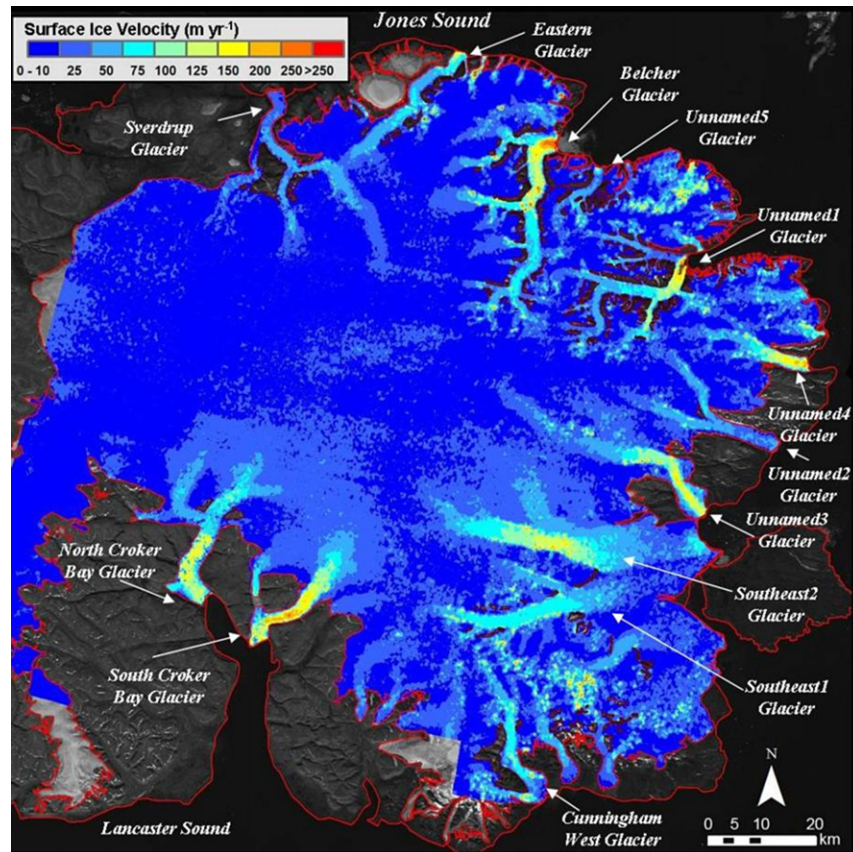 Jones Sound
Surface Ice Velocity (m yr-1)
0 - 10 25 50 75 100 125 150 200 250 >250
Eastern
Glacier
Belcher
Glacier
Sverdrup
Glacier
Unnamed5
Glacier
Unnamed1
Glacier
Unnamed4
Glacier
Unnamed2
Glacier
Unnamed3
Glacier
North Croker
Bay Glacier
Southeast2
Glacier
South Croker
Bay Glacier
Southeast1
Glacier
Cunningham
West Glacier
Lancaster Sound
N
0 5 10 20
km